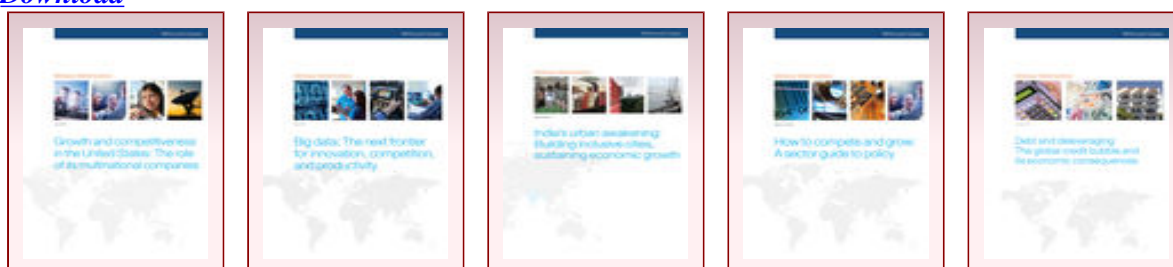 Download
Growth and competitiveness
in the United States: The role
of its multinational companies
Big data: The next frontier
for innovation, competition,
and productivity
India's urban awakening:
Building inclusive cities,
sustaining economic growth
How to compete and grow:
A sector guide to policy
Debt and deleveraging:
The global credit bubble and
its economic consequences